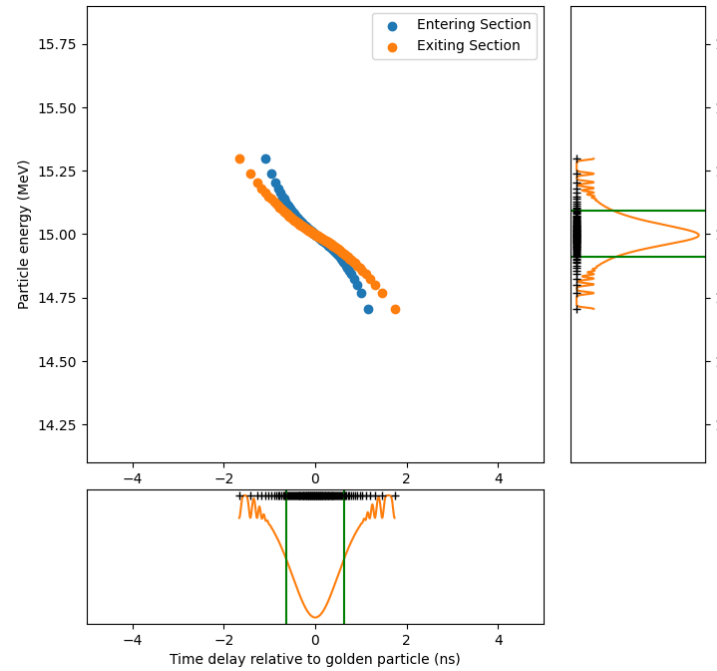 Entering Section
Exiting Section
15.75
15.50
15.25
15.00
14.75
14.50
14.25
Particle energy (MeV)
−4 −2 0 2 4
−4 −2 0 2 4
Time delay relative to golden particle (ns)